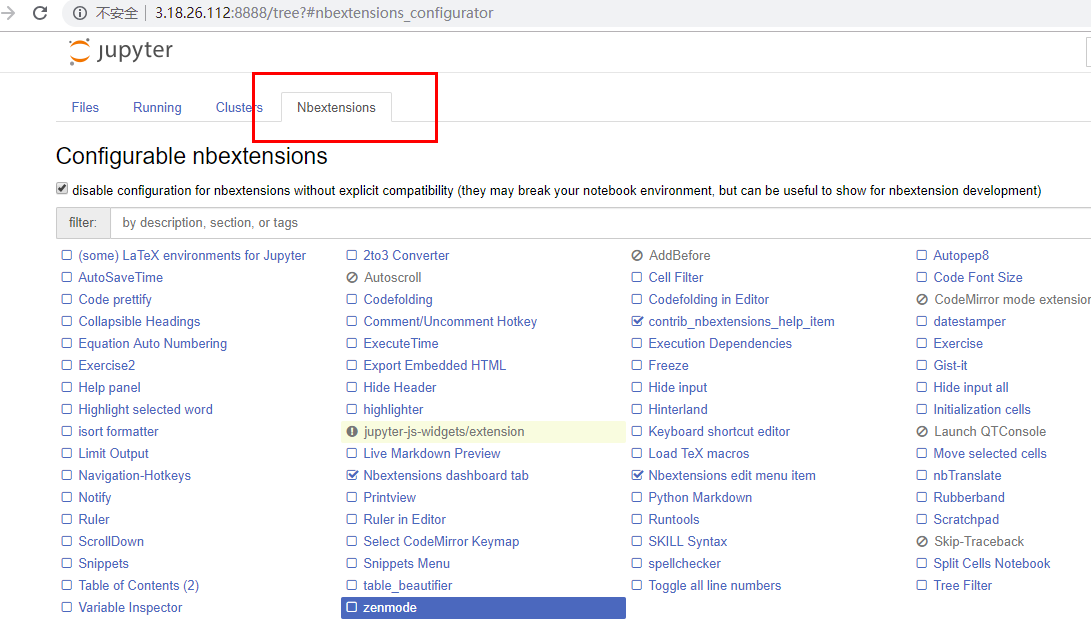 不安全 3.18.26.112:8888/tree?#nbextensions_configurator
jupyter
Files Running Clusters Nbextensions
Configurable nbextensions
disable configuration for nbextensions without explicit compatibility (they may break your notebook environment, but can be useful to show for nbextension development)
filter: by description, section, or tags
(some) LaTeX environments for Jupyter 2to3 Converter AddBefore Autopep8
AutoSaveTime Autoscroll Cell Filter Code Font Size
Code prettify Codefolding Codefolding in Editor CodeMirror mode extension
Collapsible Headings Comment/Uncomment Hotkey contrib_nbextensions_help_item datestamper
Equation Auto Numbering ExecuteTime Execution Dependencies Exercise
Exercise2 Export Embedded HTML Freeze Gist-it
Help panel Hide Header Hide input Hide input all
Highlight selected word highlighter Hinterland Initialization cells
isort formatter jupyter-js-widgets/extension Keyboard shortcut editor Launch QTConsole
Limit Output Live Markdown Preview Load TeX macros Move selected cells
Navigation-Hotkeys Nbextensions dashboard tab Nbextensions edit menu item nbTranslate
Notify Printview Python Markdown Rubberband
Ruler Ruler in Editor Runtools Scratchpad
ScrollDown Select CodeMirror Keymap SKILL Syntax Skip-Traceback
Snippets Snippets Menu spellchecker Split Cells Notebook
Table of Contents (2) table_beautifier Toggle all line numbers Tree Filter
Variable Inspector zenmode